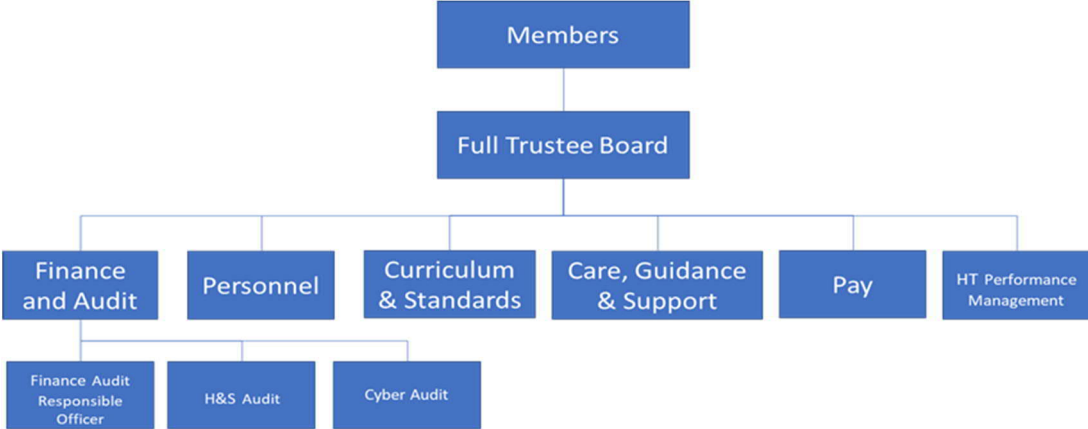 Members
Full Trustee Board
Finance
and Audit
Personnel
Curriculum
& Standards
Care, Guidance
& Support
Pay
HT Performance
Management
Finance Audit
Responsible
Officer
H&S Audit
Cyber Audit